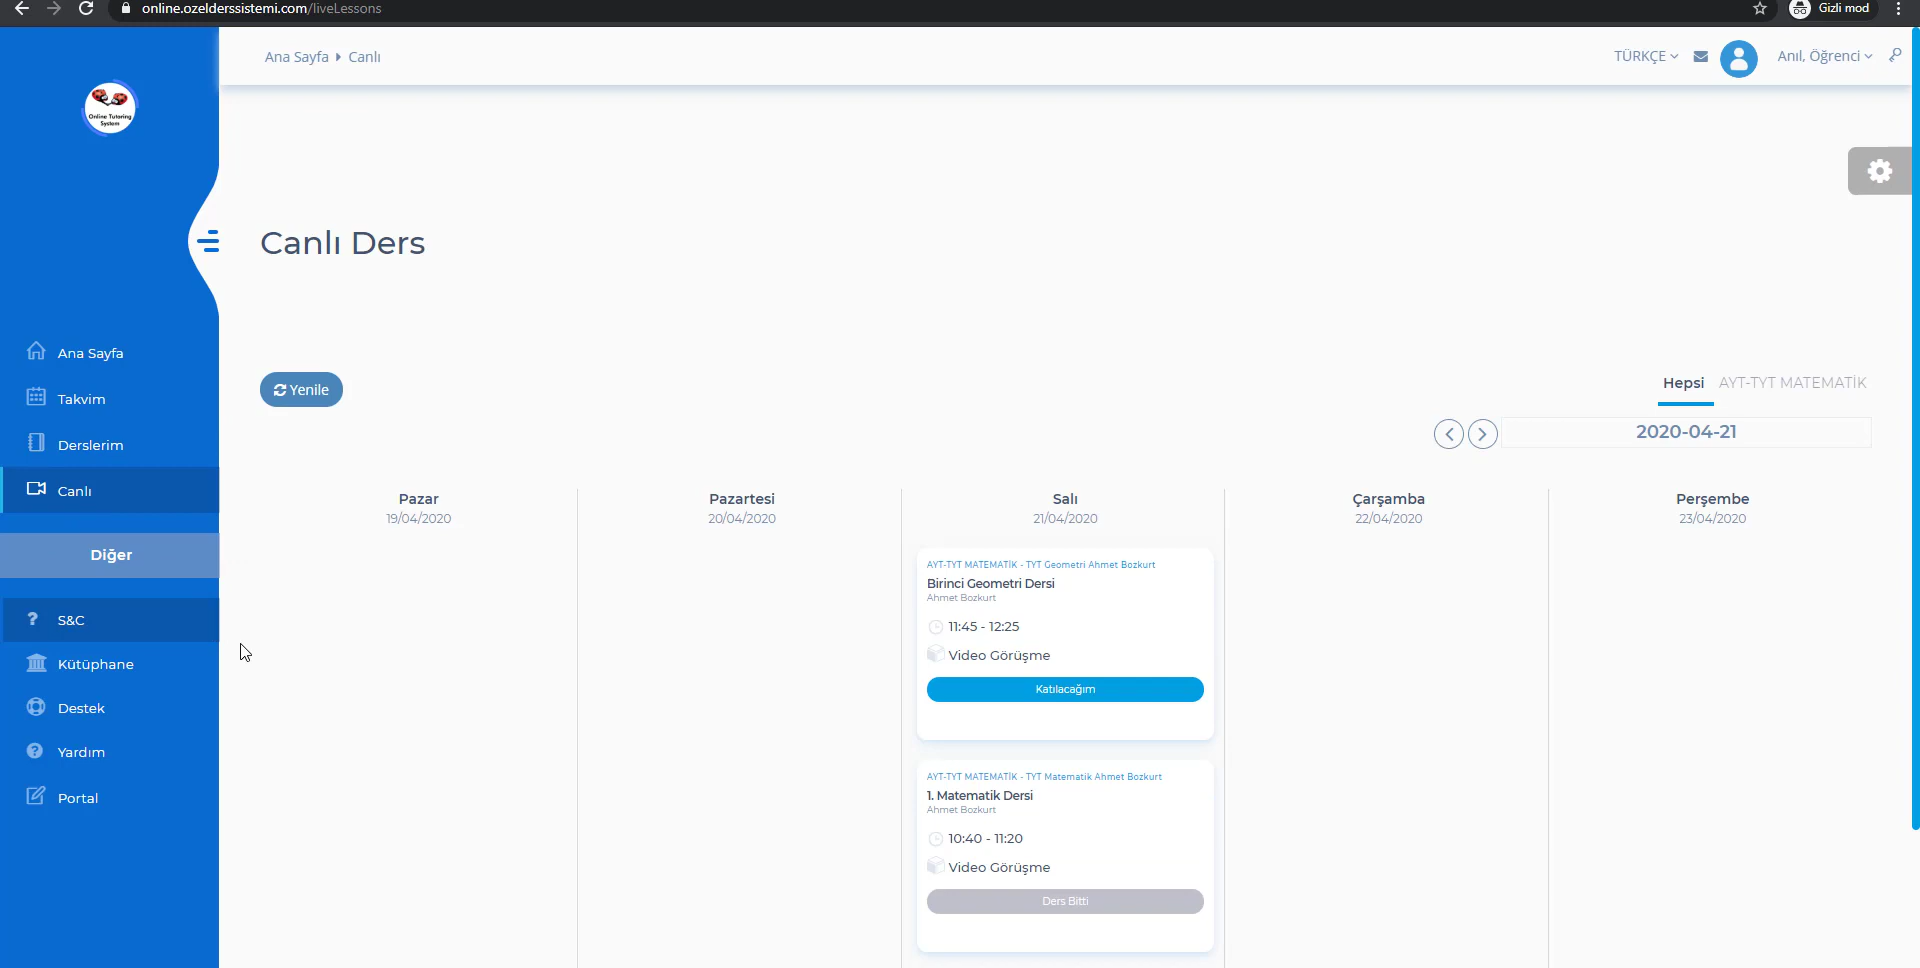 online.ozelderssistemi.com/liveLessons
Gizli mod
Online Tutoring
System
Ana Sayfa
Canlı
TÜRKÇE
Anıl, Öğrenci
Canlı Ders
Ana Sayfa
Takvim
Derslerim
Canlı
Diğer
S&C
Kütüphane
Destek
Yardım
Portal
Yenile
Hepsi
AYT-TYT MATEMATİK
2020-04-21
Pazar
19/04/2020
Pazartesi
20/04/2020
Salı
21/04/2020
Çarşamba
22/04/2020
Perşembe
23/04/2020
AYT-TYT MATEMATİK - TYT Geometri Ahmet Bozkurt
Birinci Geometri Dersi
Ahmet Bozkurt
11:45 - 12:25
Video Görüşme
Katılacağım
AYT-TYT MATEMATİK - TYT Matematik Ahmet Bozkurt
1. Matematik Dersi
Ahmet Bozkurt
10:40 - 11:20
Video Görüşme
Ders Bitti